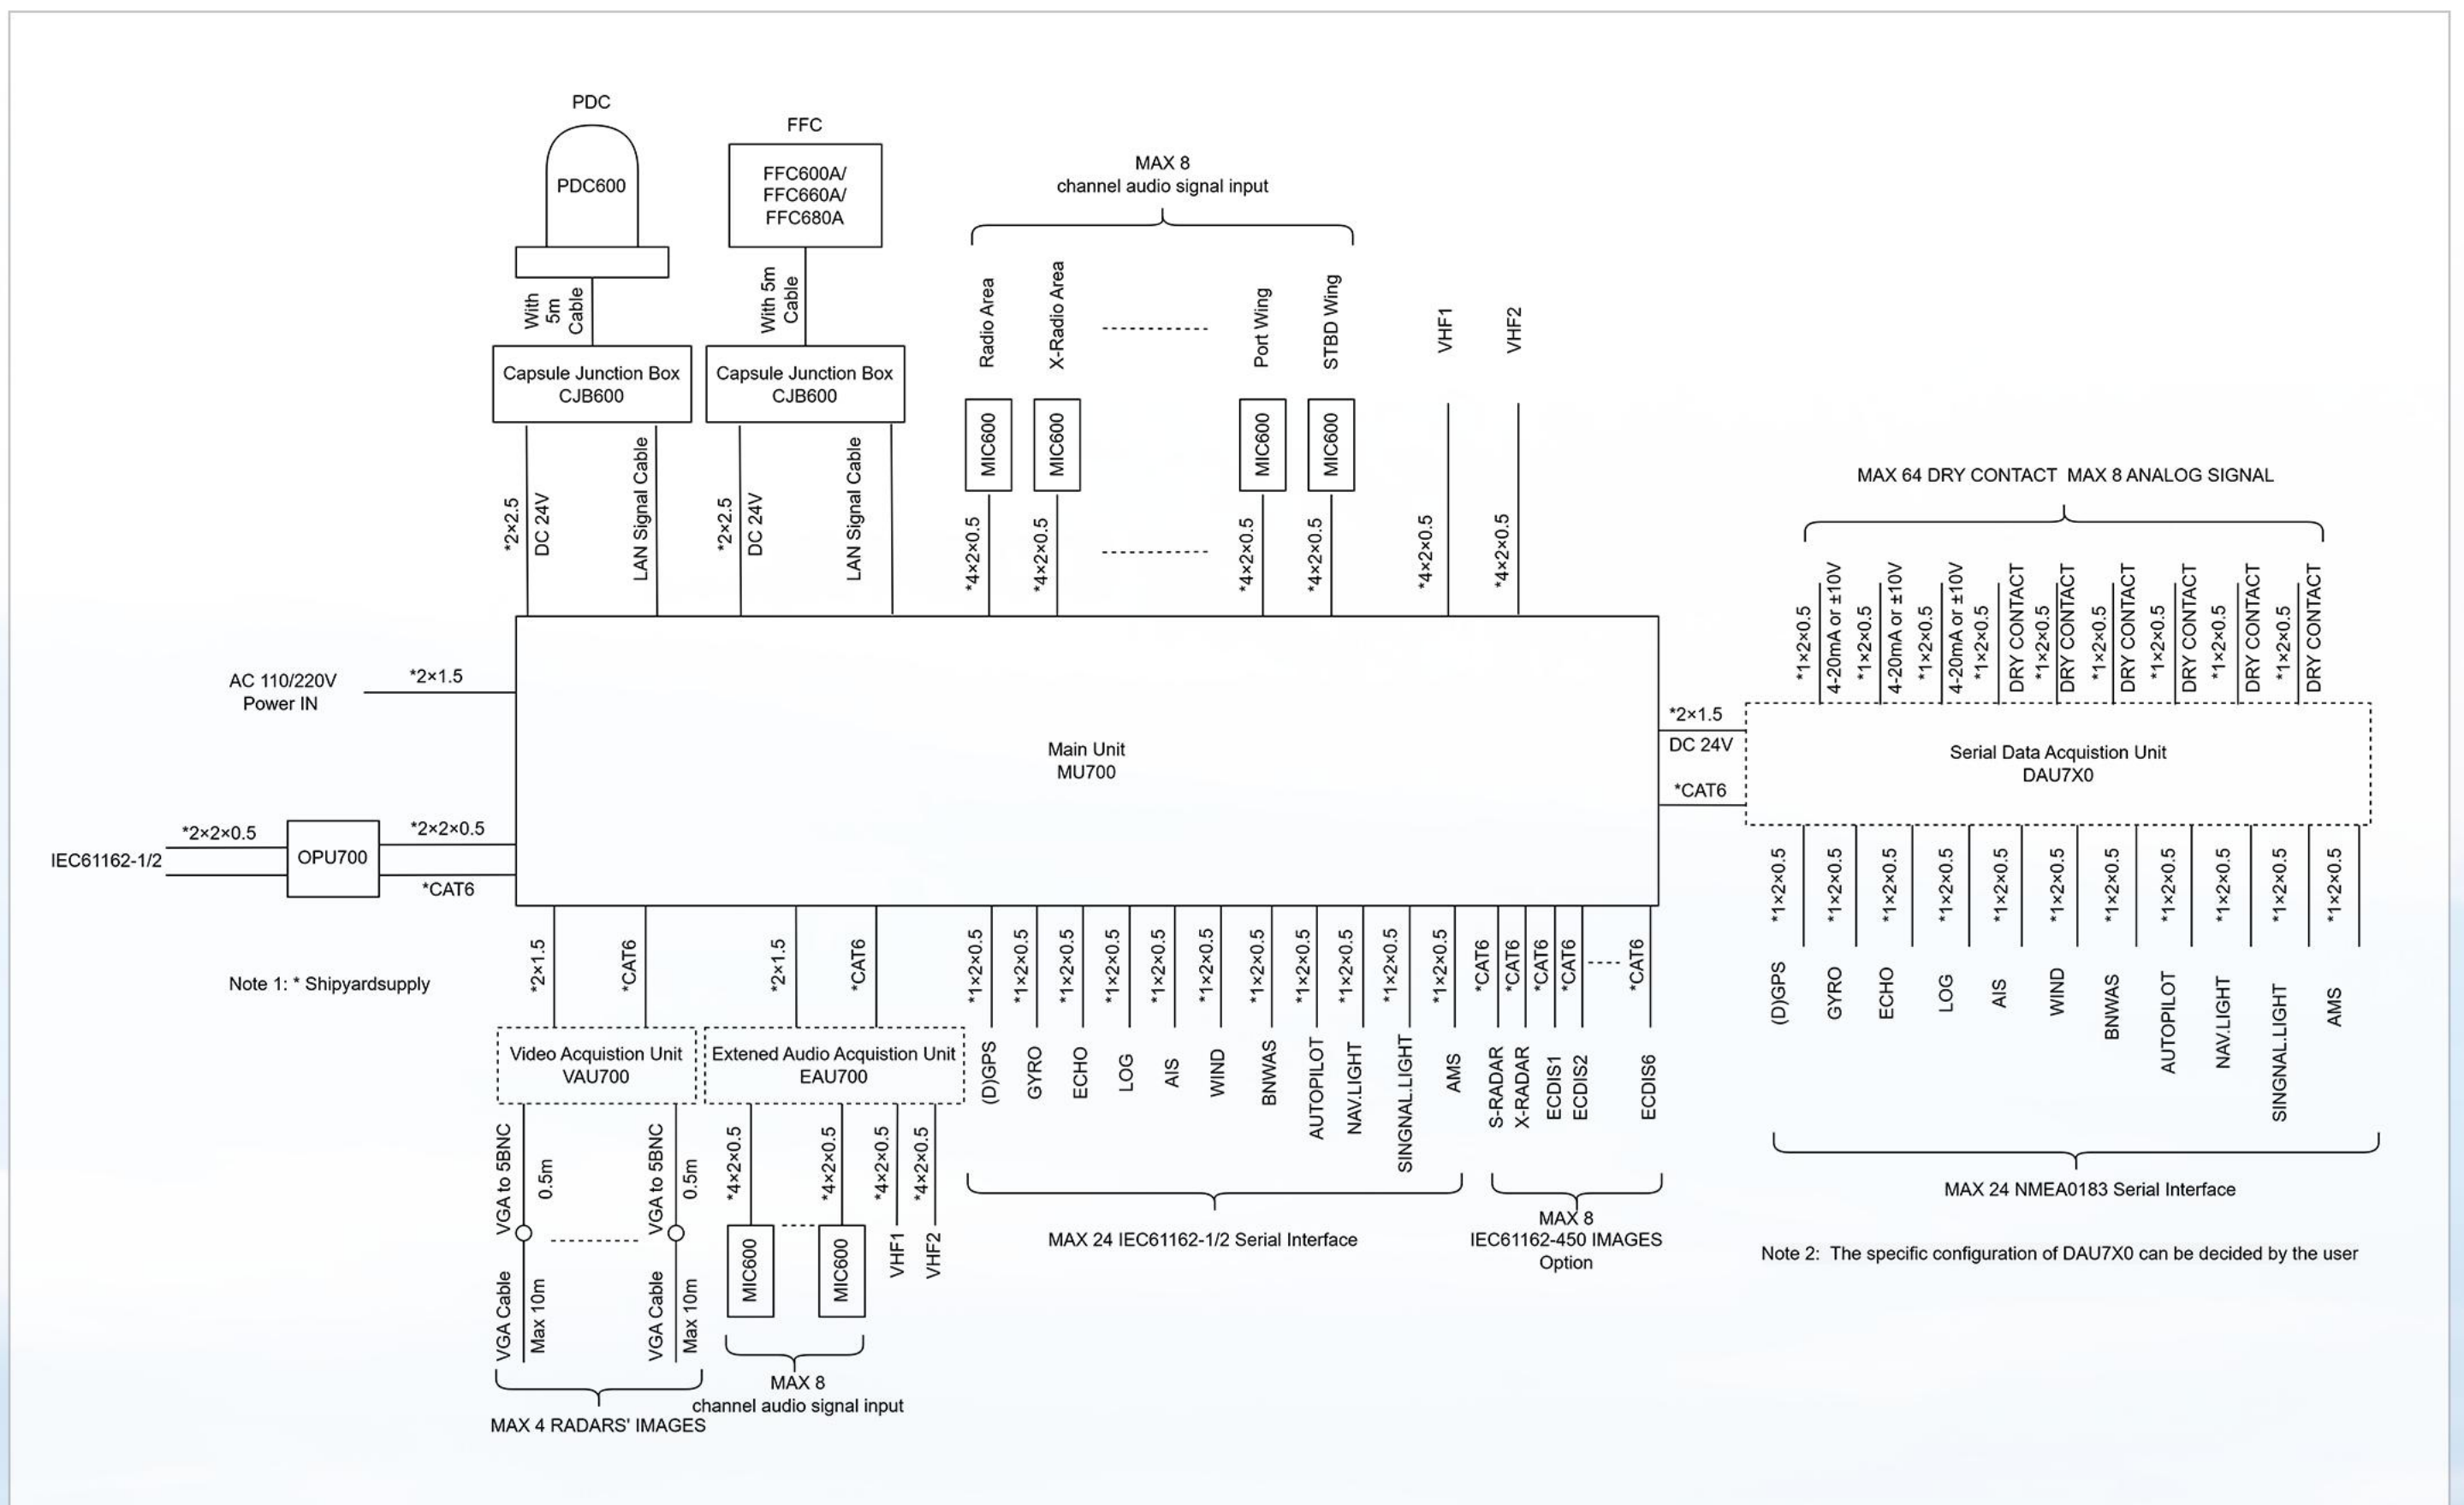 PDC
PDC600
With
5m
Cable
Capsule Junction Box
CJB600
*2×2.5
DC 24V
LAN Signal Cable
FFC
FFC600A/
FFC660A/
FFC680A
With 5m
Cable
Capsule Junction Box
CJB600
*2×2.5
DC 24V
LAN Signal Cable
MAX 8
channel audio signal input
Radio Area
X-Radio Area
Port Wing
STBD Wing
VHF1
VHF2
MIC600
MIC600
MIC600
MIC600
*4×2×0.5
*4×2×0.5
*4×2×0.5
*4×2×0.5
*4×2×0.5
*4×2×0.5
MAX 64 DRY CONTACT  MAX 8 ANALOG SIGNAL
*1×2×0.5
4-20mA or ±10V
*1×2×0.5
4-20mA or ±10V
*1×2×0.5
4-20mA or ±10V
*1×2×0.5
DRY CONTACT
*1×2×0.5
DRY CONTACT
*1×2×0.5
DRY CONTACT
*1×2×0.5
DRY CONTACT
*1×2×0.5
DRY CONTACT
*1×2×0.5
DRY CONTACT
AC 110/220V
Power IN
*2×1.5
Main Unit
MU700
*2×1.5
DC 24V
*CAT6
Serial Data Acquistion Unit
DAU7X0
IEC61162-1/2
*2×2×0.5
OPU700
*2×2×0.5
*CAT6
Note 1: * Shipyardsupply
*2×1.5
*CAT6
*2×1.5
*CAT6
*1×2×0.5
*1×2×0.5
*1×2×0.5
*1×2×0.5
*1×2×0.5
*1×2×0.5
*1×2×0.5
*1×2×0.5
*1×2×0.5
*1×2×0.5
*1×2×0.5
*CAT6
*CAT6
*CAT6
*CAT6
*CAT6
*1×2×0.5
*1×2×0.5
*1×2×0.5
*1×2×0.5
*1×2×0.5
*1×2×0.5
*1×2×0.5
*1×2×0.5
*1×2×0.5
*1×2×0.5
*1×2×0.5
(D)GPS
GYRO
ECHO
LOG
AIS
WIND
BNWAS
AUTOPILOT
NAV.LIGHT
SINGNAL.LIGHT
AMS
Video Acquistion Unit
VAU700
Extened Audio Acquistion Unit
EAU700
(D)GPS
GYRO
ECHO
LOG
AIS
WIND
BNWAS
AUTOPILOT
NAV.LIGHT
SINGNAL.LIGHT
AMS
S-RADAR
X-RADAR
ECDIS1
ECDIS2
ECDIS6
VGA to 5BNC
0.5m
VGA to 5BNC
0.5m
VGA Cable
Max 10m
VGA Cable
Max 10m
MAX 4 RADARS' IMAGES
*4×2×0.5
*4×2×0.5
*4×2×0.5
*4×2×0.5
MIC600
MIC600
VHF1
VHF2
MAX 8
channel audio signal input
MAX 24 IEC61162-1/2 Serial Interface
MAX 8
IEC61162-450 IMAGES
Option
MAX 24 NMEA0183 Serial Interface
Note 2:  The specific configuration of DAU7X0 can be decided by the user